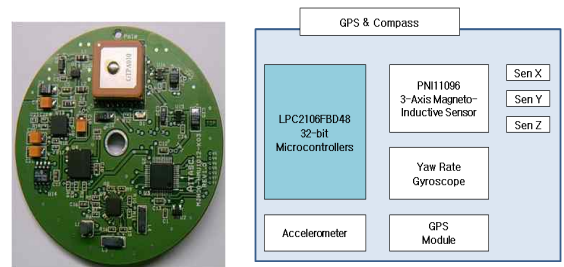 GPS & Compass
LPC2106FBD48
32-bit
Microcontrollers
PNI11096
3-Axis Magneto-
Inductive Sensor
Sen X
Sen Y
Sen Z
Yaw Rate
Gyroscope
Accelerometer
GPS
Module